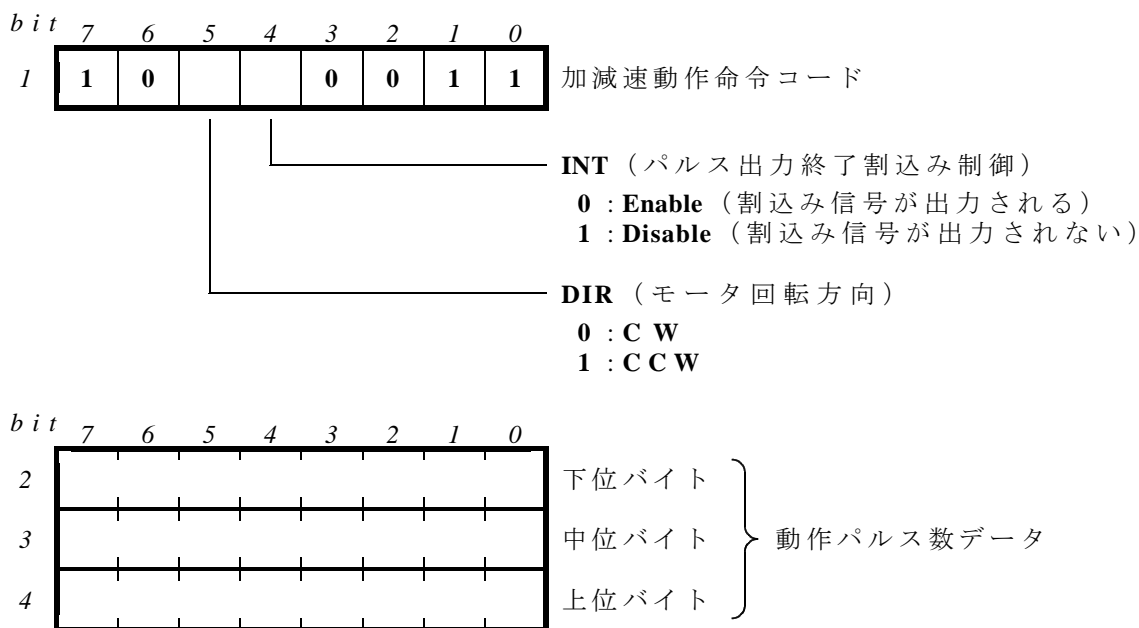 bit 7 6 5 4 3 2 1 0
1 1 0 0 0 1 1 加減速動作命令コード
INT（パルス出力終了割込み制御）
0：Enable（割込み信号が出力される）
1：Disable（割込み信号が出力されない）
DIR（モータ回転方向）
0：CW
1：CCW
bit 7 6 5 4 3 2 1 0
2 下位バイト
3 中位バイト 動作パルス数データ
4 上位バイト